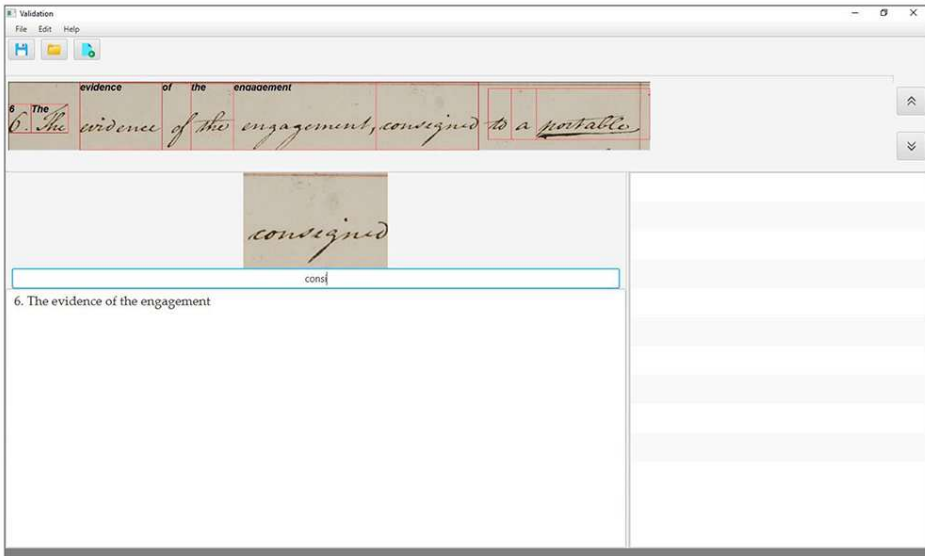 Validation
File Edit Help
evidence of the engagement
6 The
6. The evidence of the engagement, consigned to a portable
consigned
consi
6. The evidence of the engagement